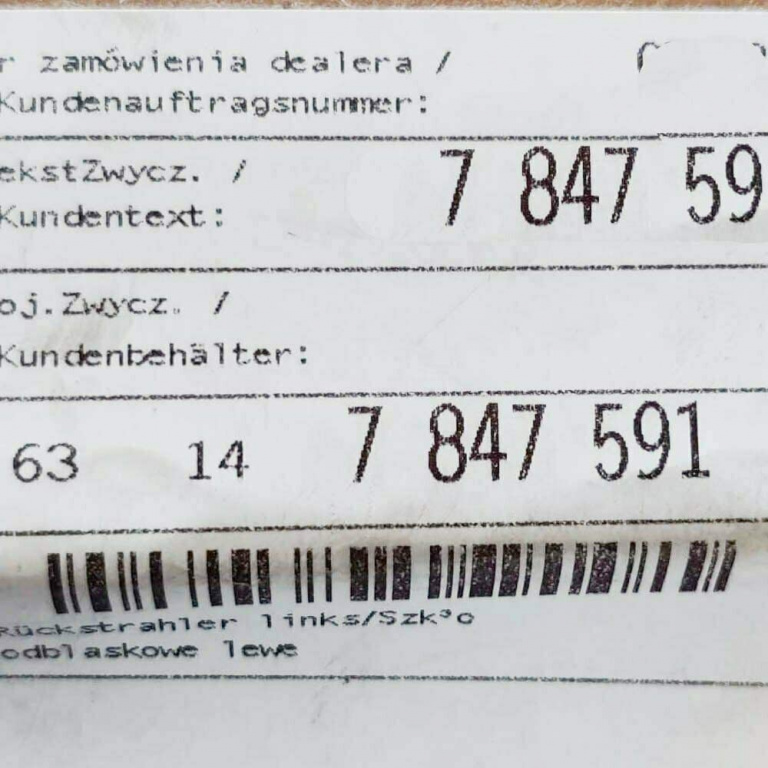 r zamówienia dealera /
Kundenauftragsnummer:
ekstZwycz. /
Kundentext:
7 847 59
oj.Zwycz. /
Kundenbehälter:
63 14 7 847 591
Rückstrahler links/Szk³o
odblaskowe lewe